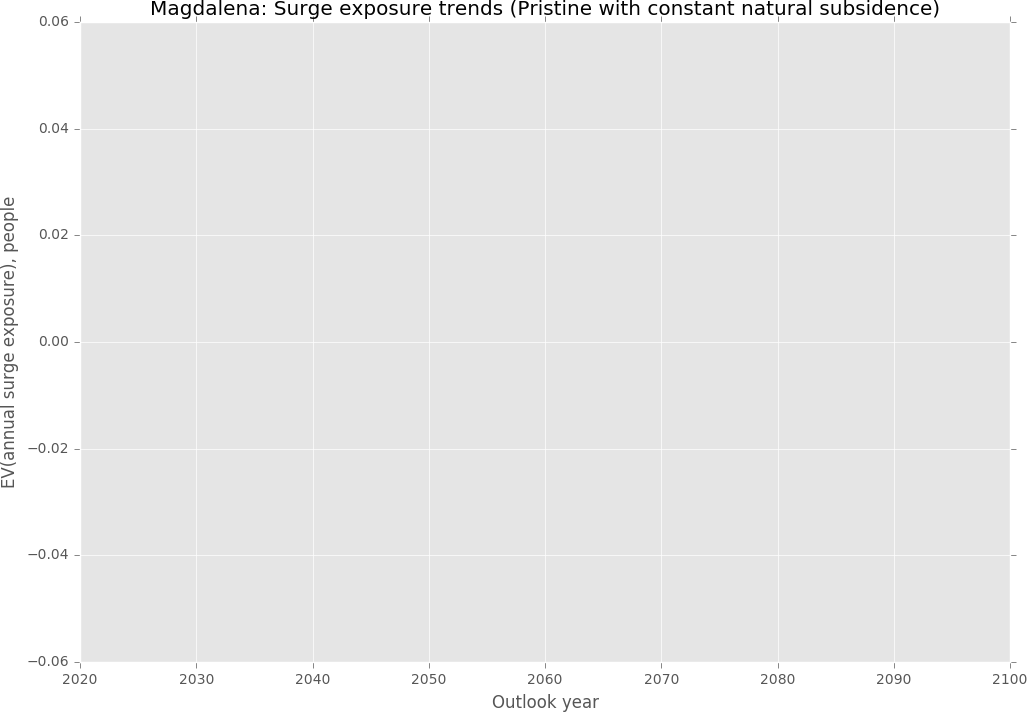 Magdalena: Surge exposure trends (Pristine with constant natural subsidence)
EV(annual surge exposure), people
0.06
0.04
0.02
0.00
−0.02
−0.04
−0.06
2020 2030 2040 2050 2060 2070 2080 2090 2100
Outlook year